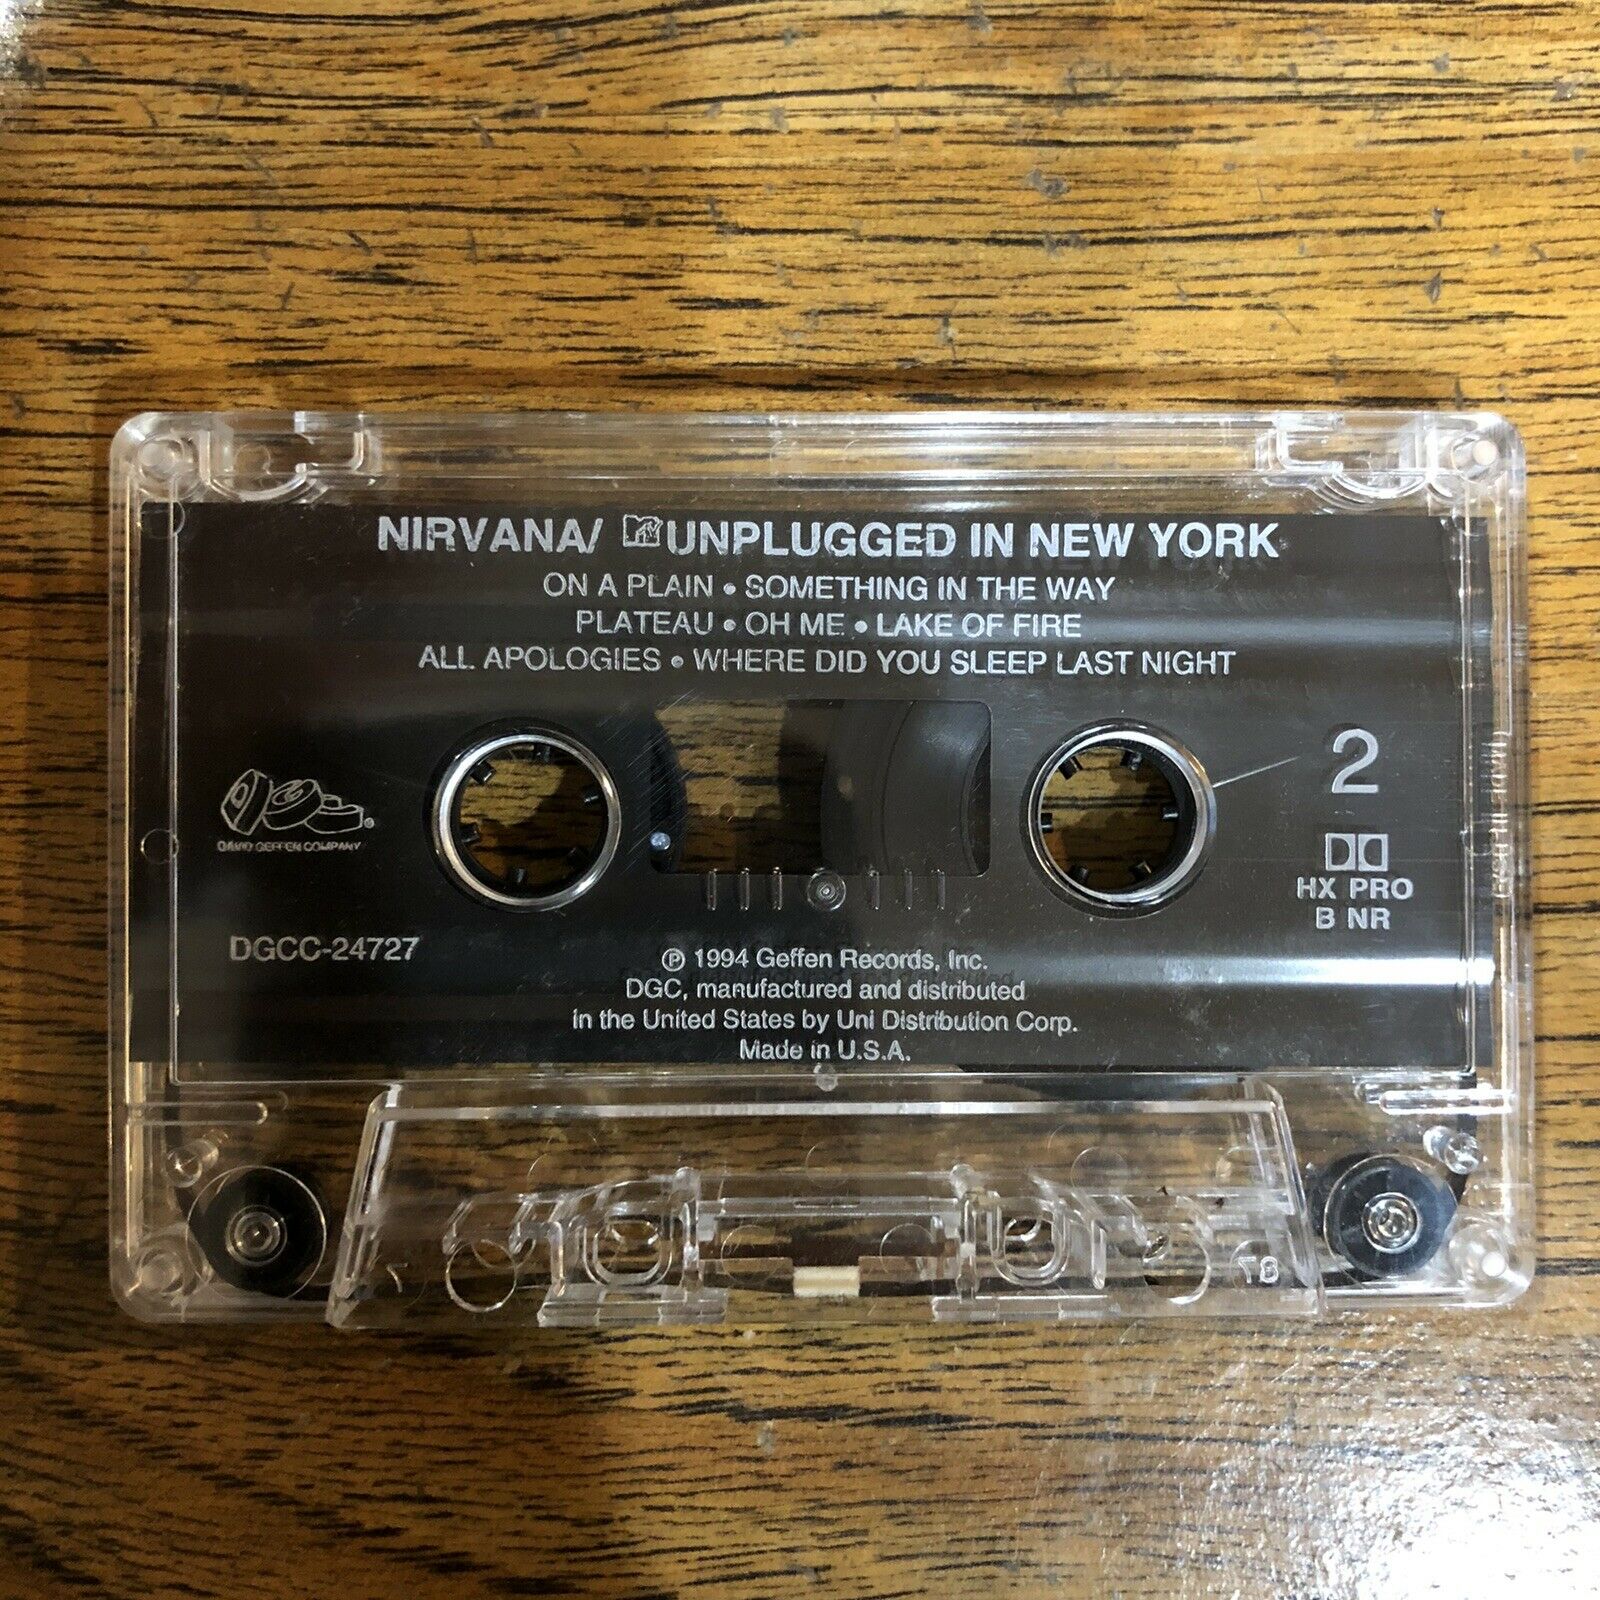 NIRVANA/ MTV UNPLUGGED IN NEW YORK
ON A PLAIN • SOMETHING IN THE WAY
PLATEAU • OH ME • LAKE OF FIRE
ALL APOLOGIES • WHERE DID YOU SLEEP LAST NIGHT
2
DGC®
DAVID GEFFEN COMPANY
HX PRO
B NR
DGCC-24727
℗ 1994 Geffen Records, Inc.
DGC, manufactured and distributed
in the United States by Uni Distribution Corp.
Made in U.S.A.